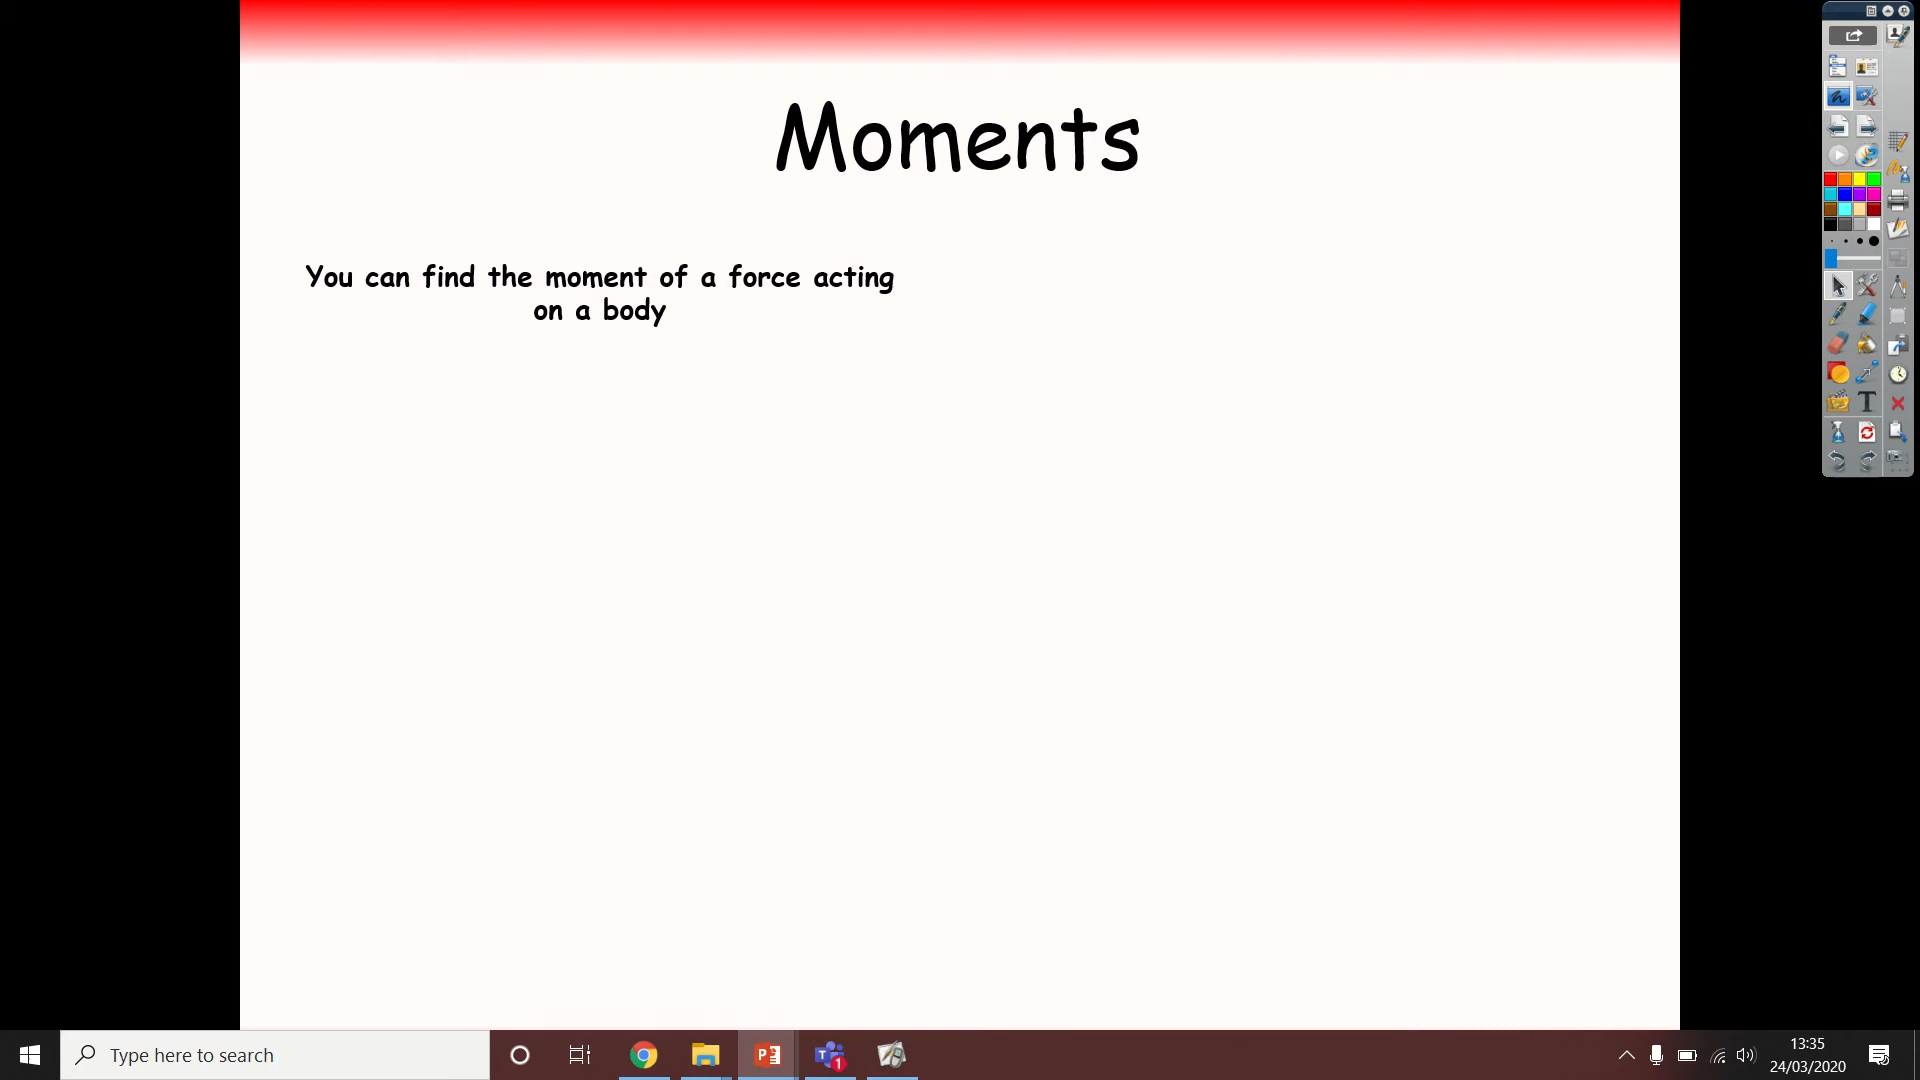 Moments
You can find the moment of a force acting
on a body
Type here to search
13:35
24/03/2020